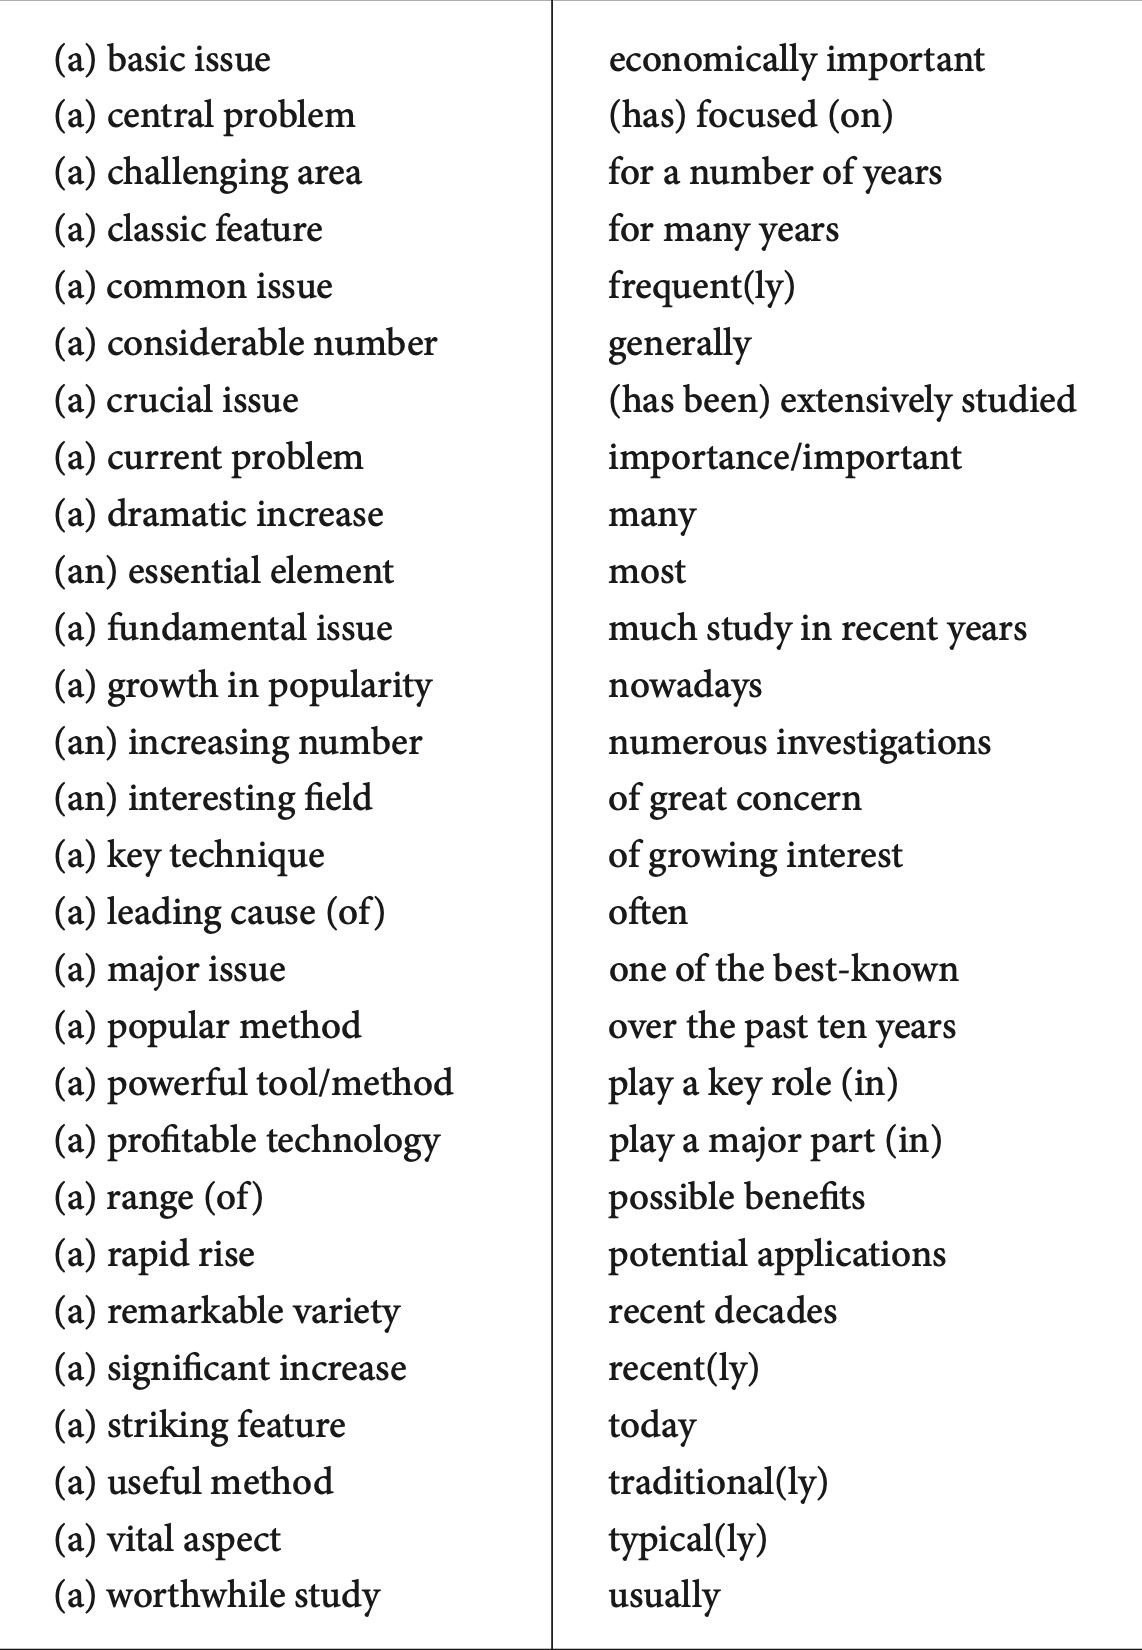 (a) basic issue
(a) central problem
(a) challenging area
(a) classic feature
(a) common issue
(a) considerable number
(a) crucial issue
(a) current problem
(a) dramatic increase
(an) essential element
(a) fundamental issue
(a) growth in popularity
(an) increasing number
(an) interesting field
(a) key technique
(a) leading cause (of)
(a) major issue
(a) popular method
(a) powerful tool/method
(a) profitable technology
(a) range (of)
(a) rapid rise
(a) remarkable variety
(a) significant increase
(a) striking feature
(a) useful method
(a) vital aspect
(a) worthwhile study
economically important
(has) focused (on)
for a number of years
for many years
frequent(ly)
generally
(has been) extensively studied
importance/important
many
most
much study in recent years
nowadays
numerous investigations
of great concern
of growing interest
often
one of the best-known
over the past ten years
play a key role (in)
play a major part (in)
possible benefits
potential applications
recent decades
recent(ly)
today
traditional(ly)
typical(ly)
usually